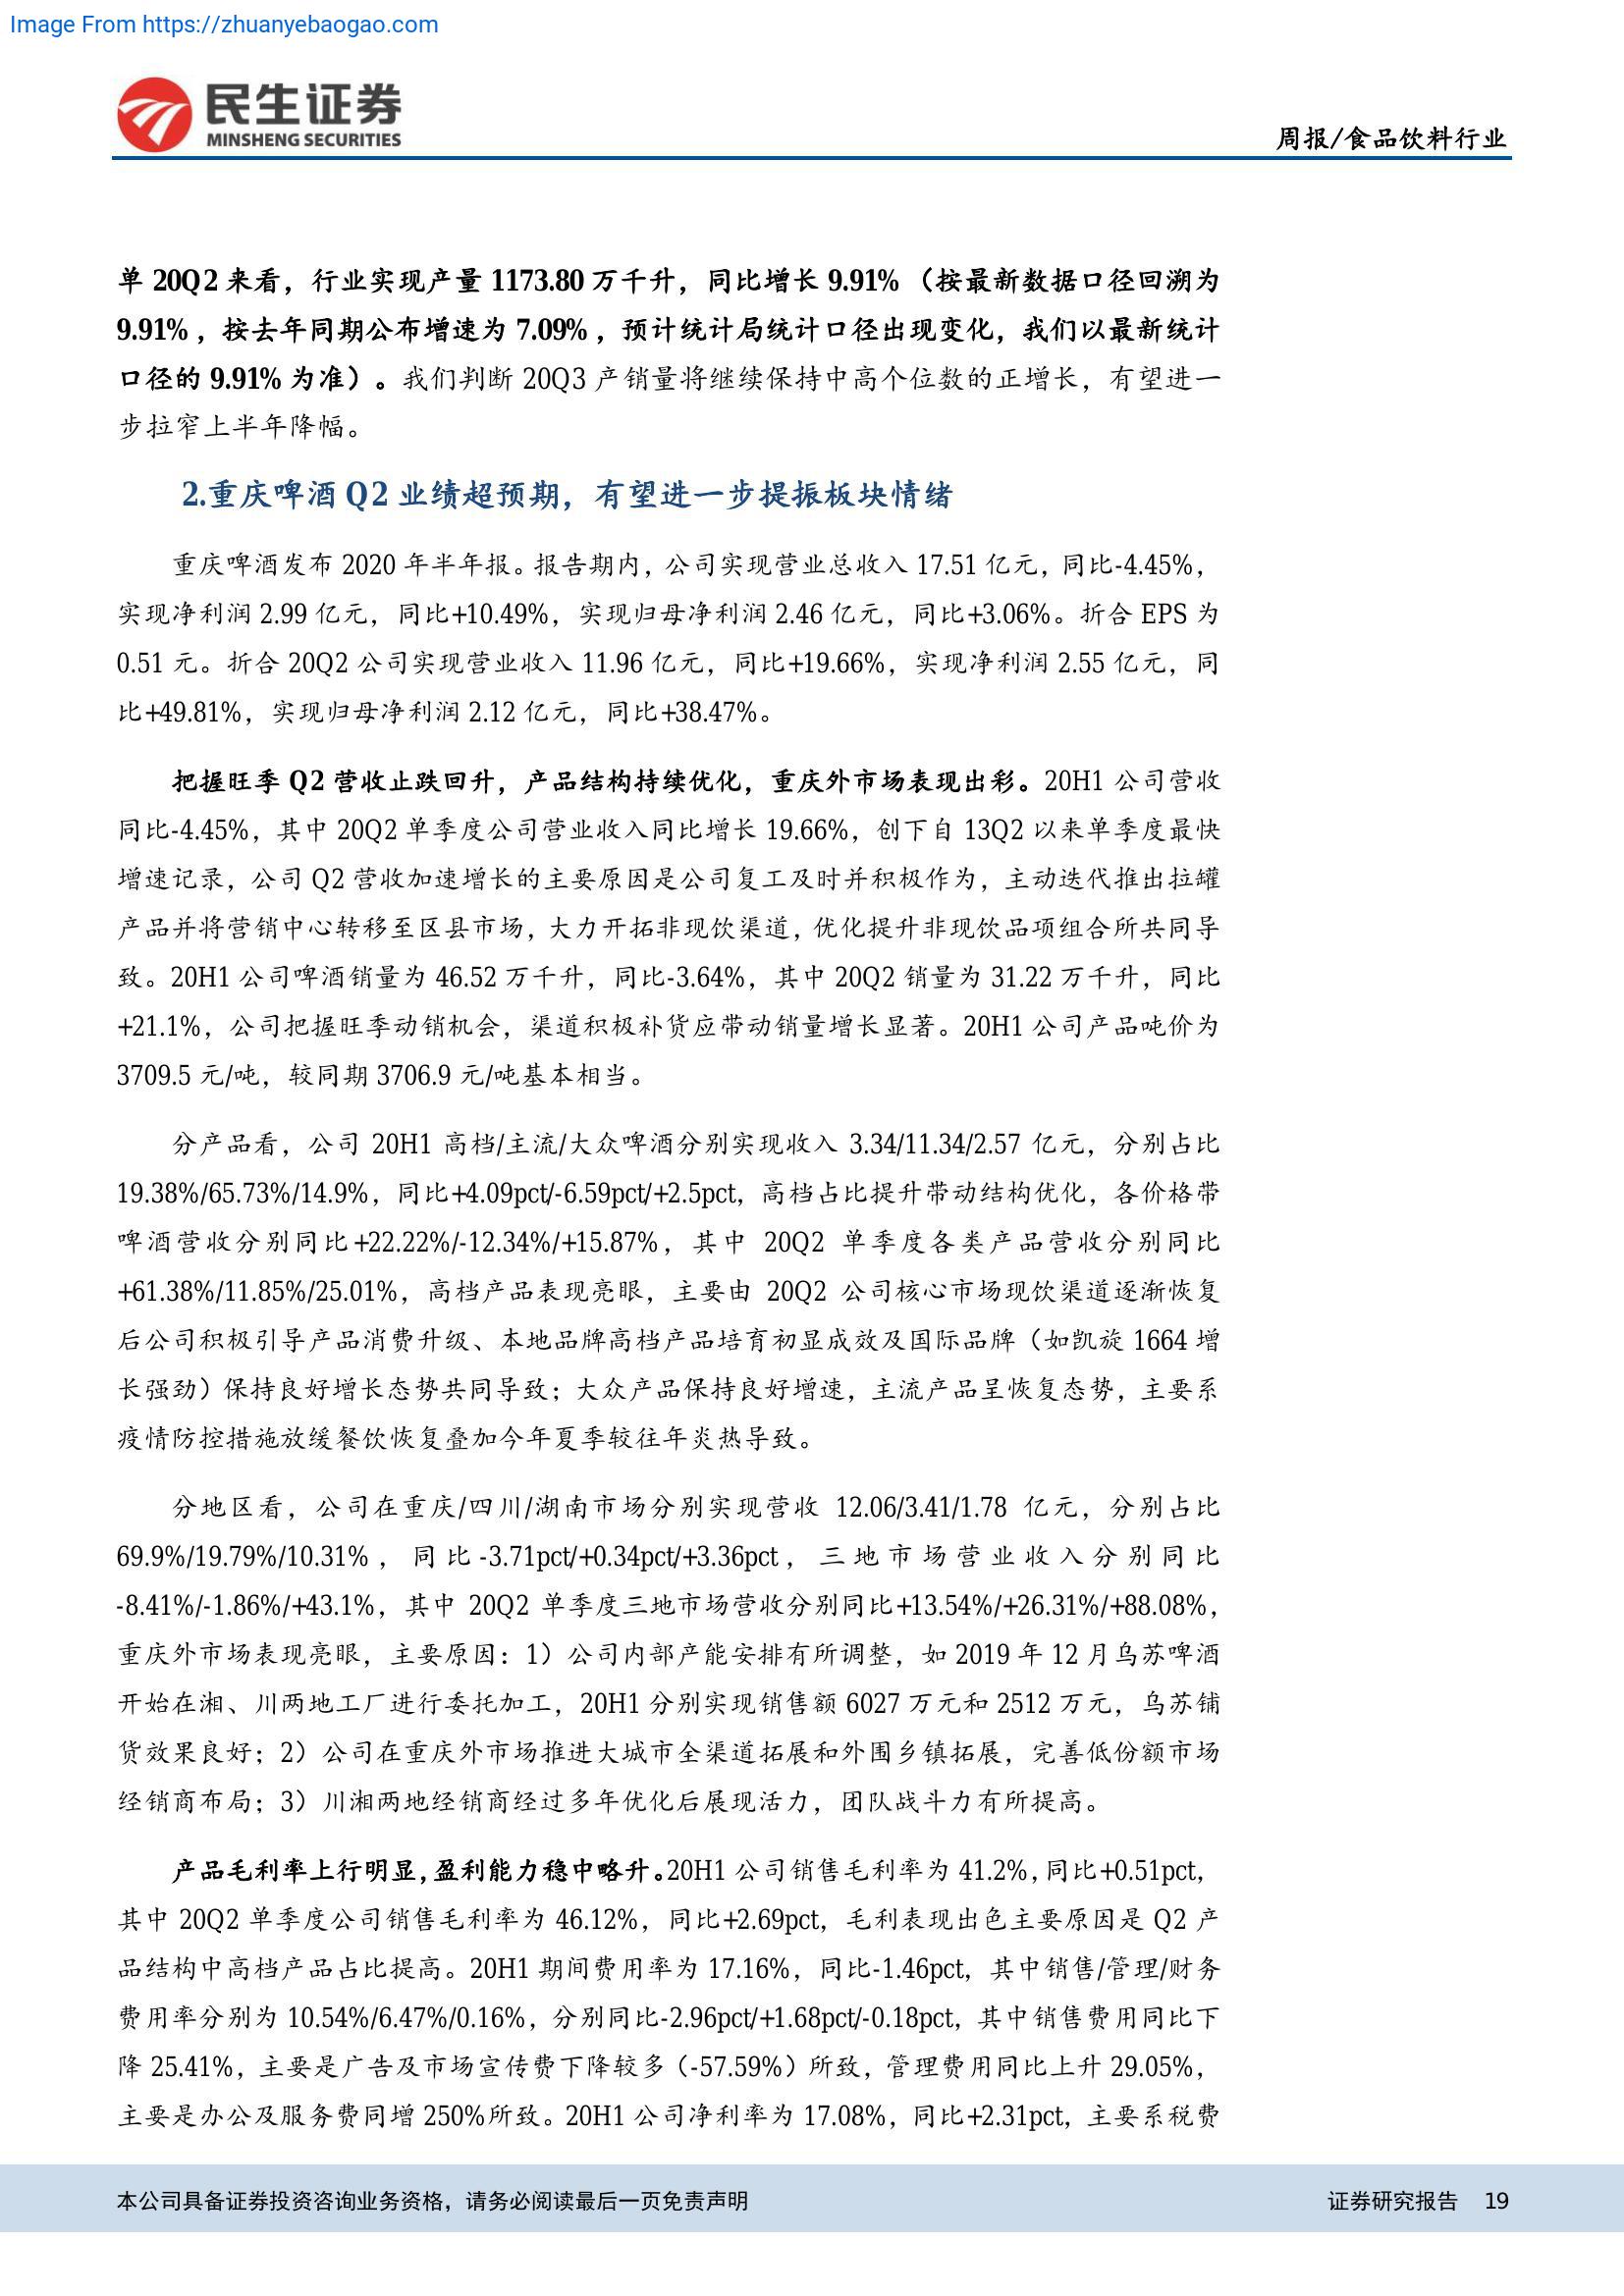 Image From https://zhuanyebaogao.com
民生证券
MINSHENG SECURITIES
周报/食品饮料行业
单 20Q2 来看，行业实现产量 1173.80 万千升，同比增长 9.91%（按最新数据口径回溯为
9.91%，按去年同期公布增速为 7.09%，预计统计局统计口径出现变化，我们以最新统计
口径的 9.91%为准）。我们判断 20Q3 产销量将继续保持中高个位数的正增长，有望进一
步拉窄上半年降幅。
2.重庆啤酒 Q2 业绩超预期，有望进一步提振板块情绪
重庆啤酒发布 2020 年半年报。报告期内，公司实现营业总收入 17.51 亿元，同比-4.45%，
实现净利润 2.99 亿元，同比+10.49%，实现归母净利润 2.46 亿元，同比+3.06%。折合 EPS 为
0.51 元。折合 20Q2 公司实现营业收入 11.96 亿元，同比+19.66%，实现净利润 2.55 亿元，同
比+49.81%，实现归母净利润 2.12 亿元，同比+38.47%。
把握旺季 Q2 营收止跌回升，产品结构持续优化，重庆外市场表现出彩。20H1 公司营收
同比-4.45%，其中 20Q2 单季度公司营业收入同比增长 19.66%，创下自 13Q2 以来单季度最快
增速记录，公司 Q2 营收加速增长的主要原因是公司复工及时并积极作为，主动迭代推出拉罐
产品并将营销中心转移至区县市场，大力开拓非现饮渠道，优化提升非现饮品项组合所共同导
致。20H1 公司啤酒销量为 46.52 万千升，同比-3.64%，其中 20Q2 销量为 31.22 万千升，同比
+21.1%，公司把握旺季动销机会，渠道积极补货应带动销量增长显著。20H1 公司产品吨价为
3709.5 元/吨，较同期 3706.9 元/吨基本相当。
分产品看，公司 20H1 高档/主流/大众啤酒分别实现收入 3.34/11.34/2.57 亿元，分别占比
19.38%/65.73%/14.9%，同比+4.09pct/-6.59pct/+2.5pct，高档占比提升带动结构优化，各价格带
啤酒营收分别同比+22.22%/-12.34%/+15.87%，其中 20Q2 单季度各类产品营收分别同比
+61.38%/11.85%/25.01%，高档产品表现亮眼，主要由 20Q2 公司核心市场现饮渠道逐渐恢复
后公司积极引导产品消费升级、本地品牌高档产品培育初显成效及国际品牌（如凯旋 1664 增
长强劲）保持良好增长态势共同导致；大众产品保持良好增速，主流产品呈恢复态势，主要系
疫情防控措施放缓餐饮恢复叠加今年夏季较往年炎热导致。
分地区看，公司在重庆/四川/湖南市场分别实现营收 12.06/3.41/1.78 亿元，分别占比
69.9%/19.79%/10.31%，同比-3.71pct/+0.34pct/+3.36pct，三地市场营业收入分别同比
-8.41%/-1.86%/+43.1%，其中 20Q2 单季度三地市场营收分别同比+13.54%/+26.31%/+88.08%，
重庆外市场表现亮眼，主要原因：1）公司内部产能安排有所调整，如 2019 年 12 月乌苏啤酒
开始在湘、川两地工厂进行委托加工，20H1 分别实现销售额 6027 万元和 2512 万元，乌苏铺
货效果良好；2）公司在重庆外市场推进大城市全渠道拓展和外围乡镇拓展，完善低份额市场
经销商布局；3）川湘两地经销商经过多年优化后展现活力，团队战斗力有所提高。
产品毛利率上行明显，盈利能力稳中略升。20H1 公司销售毛利率为 41.2%，同比+0.51pct，
其中 20Q2 单季度公司销售毛利率为 46.12%，同比+2.69pct，毛利表现出色主要原因是 Q2 产
品结构中高档产品占比提高。20H1 期间费用率为 17.16%，同比-1.46pct，其中销售/管理/财务
费用率分别为 10.54%/6.47%/0.16%，分别同比-2.96pct/+1.68pct/-0.18pct，其中销售费用同比下
降 25.41%，主要是广告及市场宣传费下降较多（-57.59%）所致，管理费用同比上升 29.05%，
主要是办公及服务费同增 250%所致。20H1 公司净利率为 17.08%，同比+2.31pct，主要系税费
本公司具备证券投资咨询业务资格，请务必阅读最后一页免责声明
证券研究报告 19